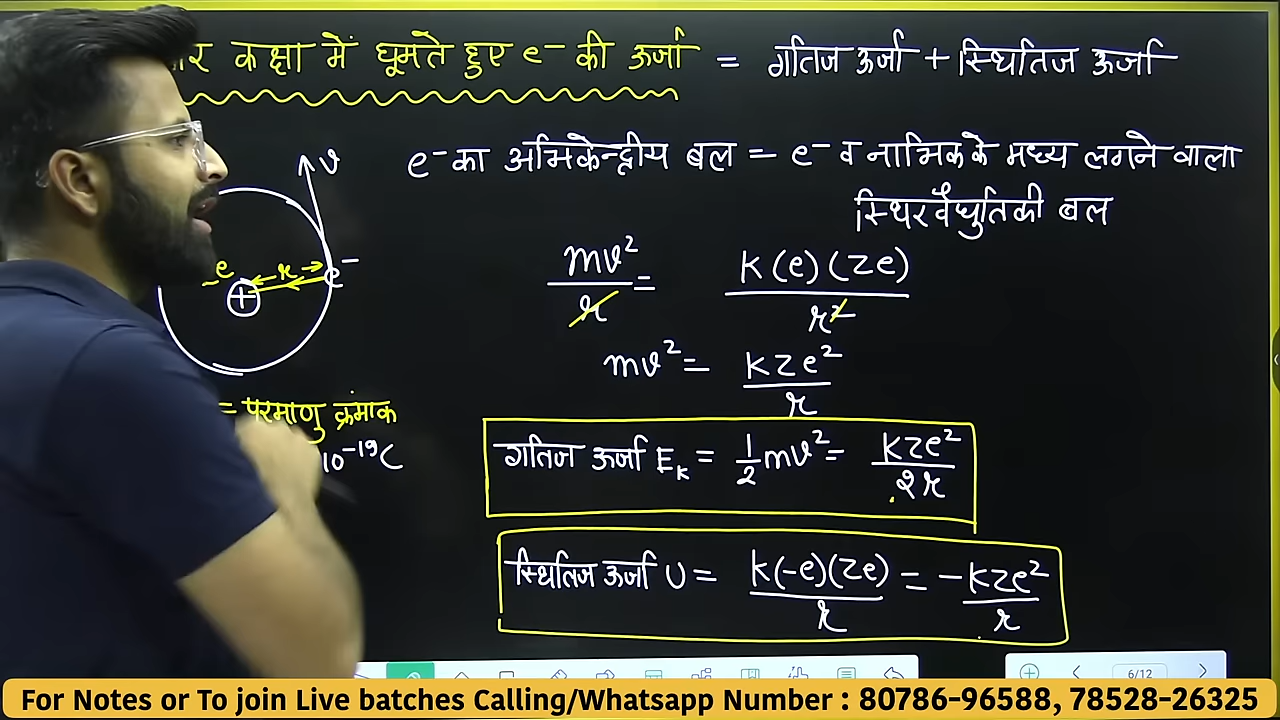 कक्षा में घूमते हुए e⁻ की ऊर्जा = गतिज ऊर्जा + स्थितिज ऊर्जा
e⁻ का अभिकेन्द्रीय बल = e⁻ व नाभिक के मध्य लगने वाला
स्थिरवैधुतिकी बल
v
e
r
e⁻
+
mv²/r = k(e)(ze)/r²
mv² = kze²/r
= परमाणु क्रंमाक
10⁻¹⁹C
गतिज ऊर्जा Eₖ = 1/2 mv² = kze²/2r
स्थितिज ऊर्जा U = k(-e)(ze)/r = -kze²/r
6/12
For Notes or To join Live batches Calling/Whatsapp Number : 80786-96588, 78528-26325